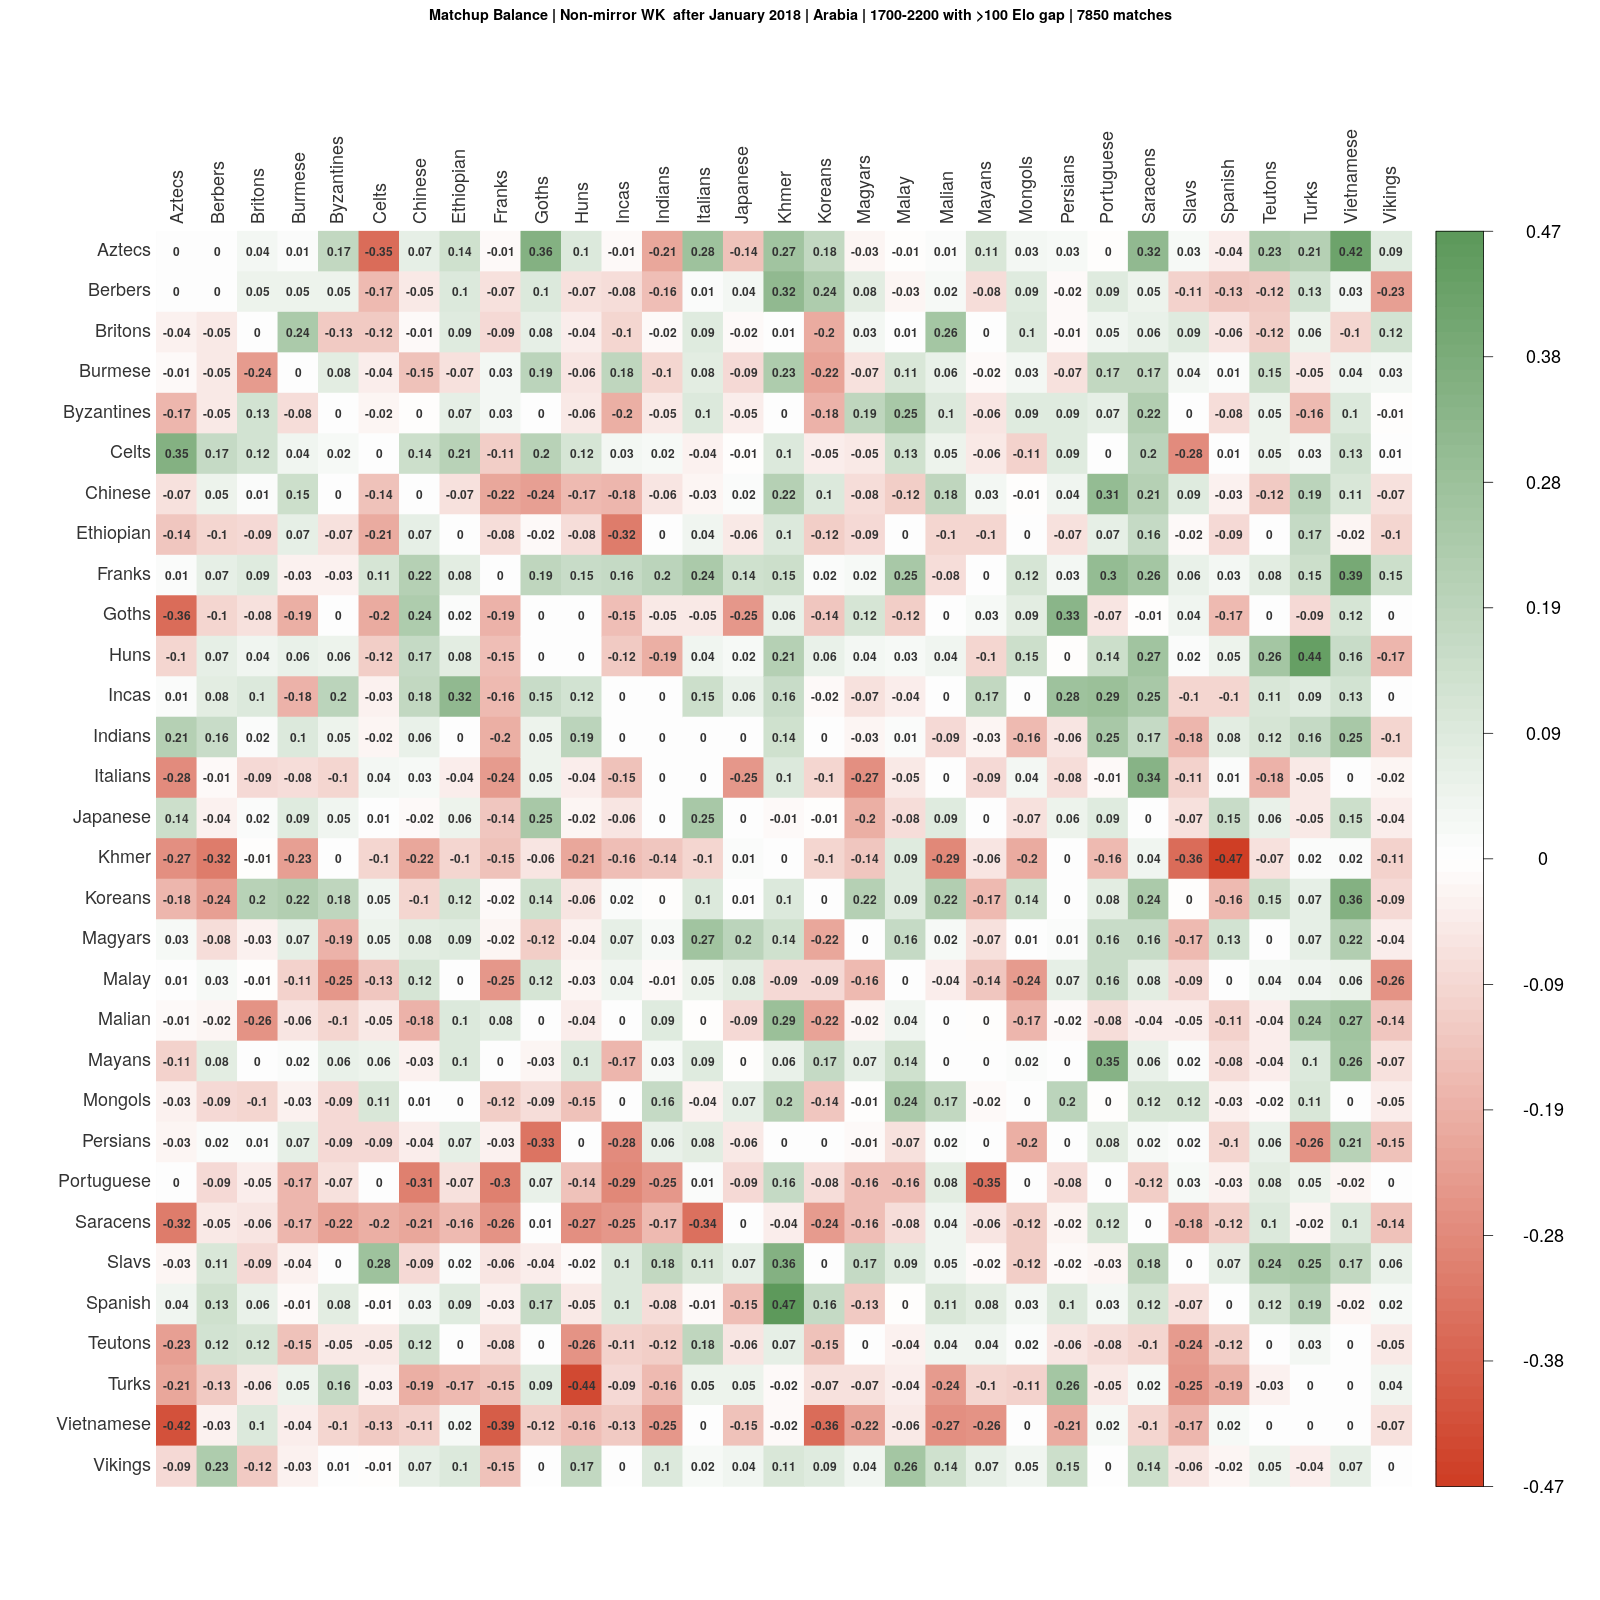 Matchup Balance | Non-mirror WK after January 2018 | Arabia | 1700-2200 with >100 Elo gap | 7850 matches
Aztecs Berbers Britons Burmese Byzantines Celts Chinese Ethiopian Franks Goths Huns Incas Indians Italians Japanese Khmer Koreans Magyars Malay Malian Mayans Mongols Persians Portuguese Saracens Slavs Spanish Teutons Turks Vietnamese Vikings
Aztecs 0 0 0.04 0.01 0.17 -0.35 0.07 0.14 -0.01 0.36 0.1 -0.01 -0.21 0.28 -0.14 0.27 0.18 -0.03 -0.01 0.01 0.11 0.03 0.03 0 0.32 0.03 -0.04 0.23 0.21 0.42 0.09
Berbers 0 0 0.05 0.05 0.05 -0.17 -0.05 0.1 -0.07 0.1 -0.07 -0.08 -0.16 0.01 0.04 0.32 0.24 0.08 -0.03 0.02 -0.08 0.09 -0.02 0.09 0.05 -0.11 -0.13 -0.12 0.13 0.03 -0.23
Britons -0.04 -0.05 0 0.24 -0.13 -0.12 -0.01 0.09 -0.09 0.08 -0.04 -0.1 -0.02 0.09 -0.02 0.01 -0.2 0.03 0.01 0.26 0 0.1 -0.01 0.05 0.06 0.09 -0.06 -0.12 0.06 -0.1 0.12
Burmese -0.01 -0.05 -0.24 0 0.08 -0.04 -0.15 -0.07 0.03 0.19 -0.06 0.18 -0.1 0.08 -0.09 0.23 -0.22 -0.07 0.11 0.06 -0.02 0.03 -0.07 0.17 0.17 0.04 0.01 0.15 -0.05 0.04 0.03
Byzantines -0.17 -0.05 0.13 -0.08 0 -0.02 0 0.07 0.03 0 -0.06 -0.2 -0.05 0.1 -0.05 0 -0.18 0.19 0.25 0.1 -0.06 0.09 0.09 0.07 0.22 0 -0.08 0.05 -0.16 0.1 -0.01
Celts 0.35 0.17 0.12 0.04 0.02 0 0.14 0.21 -0.11 0.2 0.12 0.03 0.02 -0.04 -0.01 0.1 -0.05 -0.05 0.13 0.05 -0.06 -0.11 0.09 0 0.2 -0.28 0.01 0.05 0.03 0.13 0.01
Chinese -0.07 0.05 0.01 0.15 0 -0.14 0 -0.07 -0.22 -0.24 -0.17 -0.18 -0.06 -0.03 0.02 0.22 0.1 -0.08 -0.12 0.18 0.03 -0.01 0.04 0.31 0.21 0.09 -0.03 -0.12 0.19 0.11 -0.07
Ethiopian -0.14 -0.1 -0.09 0.07 -0.07 -0.21 0.07 0 -0.08 -0.02 -0.08 -0.32 0 0.04 -0.06 0.1 -0.12 -0.09 0 -0.1 -0.1 0 -0.07 0.07 0.16 -0.02 -0.09 0 0.17 -0.02 -0.1
Franks 0.01 0.07 0.09 -0.03 -0.03 0.11 0.22 0.08 0 0.19 0.15 0.16 0.2 0.24 0.14 0.15 0.02 0.02 0.25 -0.08 0 0.12 0.03 0.3 0.26 0.06 0.03 0.08 0.15 0.39 0.15
Goths -0.36 -0.1 -0.08 -0.19 0 -0.2 0.24 0.02 -0.19 0 0 -0.15 -0.05 -0.05 -0.25 0.06 -0.14 0.12 -0.12 0 0.03 0.09 0.33 -0.07 -0.01 0.04 -0.17 0 -0.09 0.12 0
Huns -0.1 0.07 0.04 0.06 0.06 -0.12 0.17 0.08 -0.15 0 0 -0.12 -0.19 0.04 0.02 0.21 0.06 0.04 0.03 0.04 -0.1 0.15 0 0.14 0.27 0.02 0.05 0.26 0.44 0.16 -0.17
Incas 0.01 0.08 0.1 -0.18 0.2 -0.03 0.18 0.32 -0.16 0.15 0.12 0 0 0.15 0.06 0.16 -0.02 -0.07 -0.04 0 0.17 0 0.28 0.29 0.25 -0.1 -0.1 0.11 0.09 0.13 0
Indians 0.21 0.16 0.02 0.1 0.05 -0.02 0.06 0 -0.2 0.05 0.19 0 0 0 0 0.14 0 -0.03 0.01 -0.09 -0.03 -0.16 -0.06 0.25 0.17 -0.18 0.08 0.12 0.16 0.25 -0.1
Italians -0.28 -0.01 -0.09 -0.08 -0.1 0.04 0.03 -0.04 -0.24 0.05 -0.04 -0.15 0 0 -0.25 0.1 -0.1 -0.27 -0.05 0 -0.09 0.04 -0.08 -0.01 0.34 -0.11 0.01 -0.18 -0.05 0 -0.02
Japanese 0.14 -0.04 0.02 0.09 0.05 0.01 -0.02 0.06 -0.14 0.25 -0.02 -0.06 0 0.25 0 -0.01 -0.01 -0.2 -0.08 0.09 0 -0.07 0.06 0.09 0 -0.07 0.15 0.06 -0.05 0.15 -0.04
Khmer -0.27 -0.32 -0.01 -0.23 0 -0.1 -0.22 -0.1 -0.15 -0.06 -0.21 -0.16 -0.14 -0.1 0.01 0 -0.1 -0.14 0.09 -0.29 -0.06 -0.2 0 -0.16 0.04 -0.36 -0.47 -0.07 0.02 0.02 -0.11
Koreans -0.18 -0.24 0.2 0.22 0.18 0.05 -0.1 0.12 -0.02 0.14 -0.06 0.02 0 0.1 0.01 0.1 0 0.22 0.09 0.22 -0.17 0.14 0 0.08 0.24 0 -0.16 0.15 0.07 0.36 -0.09
Magyars 0.03 -0.08 -0.03 0.07 -0.19 0.05 0.08 0.09 -0.02 -0.12 -0.04 0.07 0.03 0.27 0.2 0.14 -0.22 0 0.16 0.02 -0.07 0.01 0.01 0.16 0.16 -0.17 0.13 0 0.07 0.22 -0.04
Malay 0.01 0.03 -0.01 -0.11 -0.25 -0.13 0.12 0 -0.25 0.12 -0.03 0.04 -0.01 0.05 0.08 -0.09 -0.09 -0.16 0 -0.04 -0.14 -0.24 0.07 0.16 0.08 -0.09 0 0.04 0.04 0.06 -0.26
Malian -0.01 -0.02 -0.26 -0.06 -0.1 -0.05 -0.18 0.1 0.08 0 -0.04 0 0.09 0 -0.09 0.29 -0.22 -0.02 0.04 0 0 -0.17 -0.02 -0.08 -0.04 -0.05 -0.11 -0.04 0.24 0.27 -0.14
Mayans -0.11 0.08 0 0.02 0.06 0.06 -0.03 0.1 0 -0.03 0.1 -0.17 0.03 0.09 0 0.06 0.17 0.07 0.14 0 0 0.02 0 0.35 0.06 0.02 -0.08 -0.04 0.1 0.26 -0.07
Mongols -0.03 -0.09 -0.1 -0.03 -0.09 0.11 0.01 0 -0.12 -0.09 -0.15 0 0.16 -0.04 0.07 0.2 -0.14 -0.01 0.24 0.17 -0.02 0 0.2 0 0.12 0.12 -0.03 -0.02 0.11 0 -0.05
Persians -0.03 0.02 0.01 0.07 -0.09 -0.09 -0.04 0.07 -0.03 -0.33 0 -0.28 0.06 0.08 -0.06 0 0 -0.01 -0.07 0.02 0 -0.2 0 0.08 0.02 0.02 -0.1 0.06 -0.26 0.21 -0.15
Portuguese 0 -0.09 -0.05 -0.17 -0.07 0 -0.31 -0.07 -0.3 0.07 -0.14 -0.29 -0.25 0.01 -0.09 0.16 -0.08 -0.16 -0.16 0.08 -0.35 0 -0.08 0 -0.12 0.03 -0.03 0.08 0.05 -0.02 0
Saracens -0.32 -0.05 -0.06 -0.17 -0.22 -0.2 -0.21 -0.16 -0.26 0.01 -0.27 -0.25 -0.17 -0.34 0 -0.04 -0.24 -0.16 -0.08 0.04 -0.06 -0.12 -0.02 0.12 0 -0.18 -0.12 0.1 -0.02 0.1 -0.14
Slavs -0.03 0.11 -0.09 -0.04 0 0.28 -0.09 0.02 -0.06 -0.04 -0.02 0.1 0.18 0.11 0.07 0.36 0 0.17 0.09 0.05 -0.02 -0.12 -0.02 -0.03 0.18 0 0.07 0.24 0.25 0.17 0.06
Spanish 0.04 0.13 0.06 -0.01 0.08 -0.01 0.03 0.09 -0.03 0.17 -0.05 0.1 -0.08 -0.01 -0.15 0.47 0.16 -0.13 0 0.11 0.08 0.03 0.1 0.03 0.12 -0.07 0 0.12 0.19 -0.02 0.02
Teutons -0.23 0.12 0.12 -0.15 -0.05 -0.05 0.12 0 -0.08 0 -0.26 -0.11 -0.12 0.18 -0.06 0.07 -0.15 0 -0.04 0.04 0.04 0.02 -0.06 -0.08 -0.1 -0.24 -0.12 0 0.03 0 -0.05
Turks -0.21 -0.13 -0.06 0.05 0.16 -0.03 -0.19 -0.17 -0.15 0.09 -0.44 -0.09 -0.16 0.05 0.05 -0.02 -0.07 -0.07 -0.04 -0.24 -0.1 -0.11 0.26 -0.05 0.02 -0.25 -0.19 -0.03 0 0 0.04
Vietnamese -0.42 -0.03 0.1 -0.04 -0.1 -0.13 -0.11 0.02 -0.39 -0.12 -0.16 -0.13 -0.25 0 -0.15 -0.02 -0.36 -0.22 -0.06 -0.27 -0.26 0 -0.21 0.02 -0.1 -0.17 0.02 0 0 0 -0.07
Vikings -0.09 0.23 -0.12 -0.03 0.01 -0.01 0.07 0.1 -0.15 0 0.17 0 0.1 0.02 0.04 0.11 0.09 0.04 0.26 0.14 0.07 0.05 0.15 0 0.14 -0.06 -0.02 0.05 -0.04 0.07 0
0.47
0.38
0.28
0.19
0.09
0
-0.09
-0.19
-0.28
-0.38
-0.47